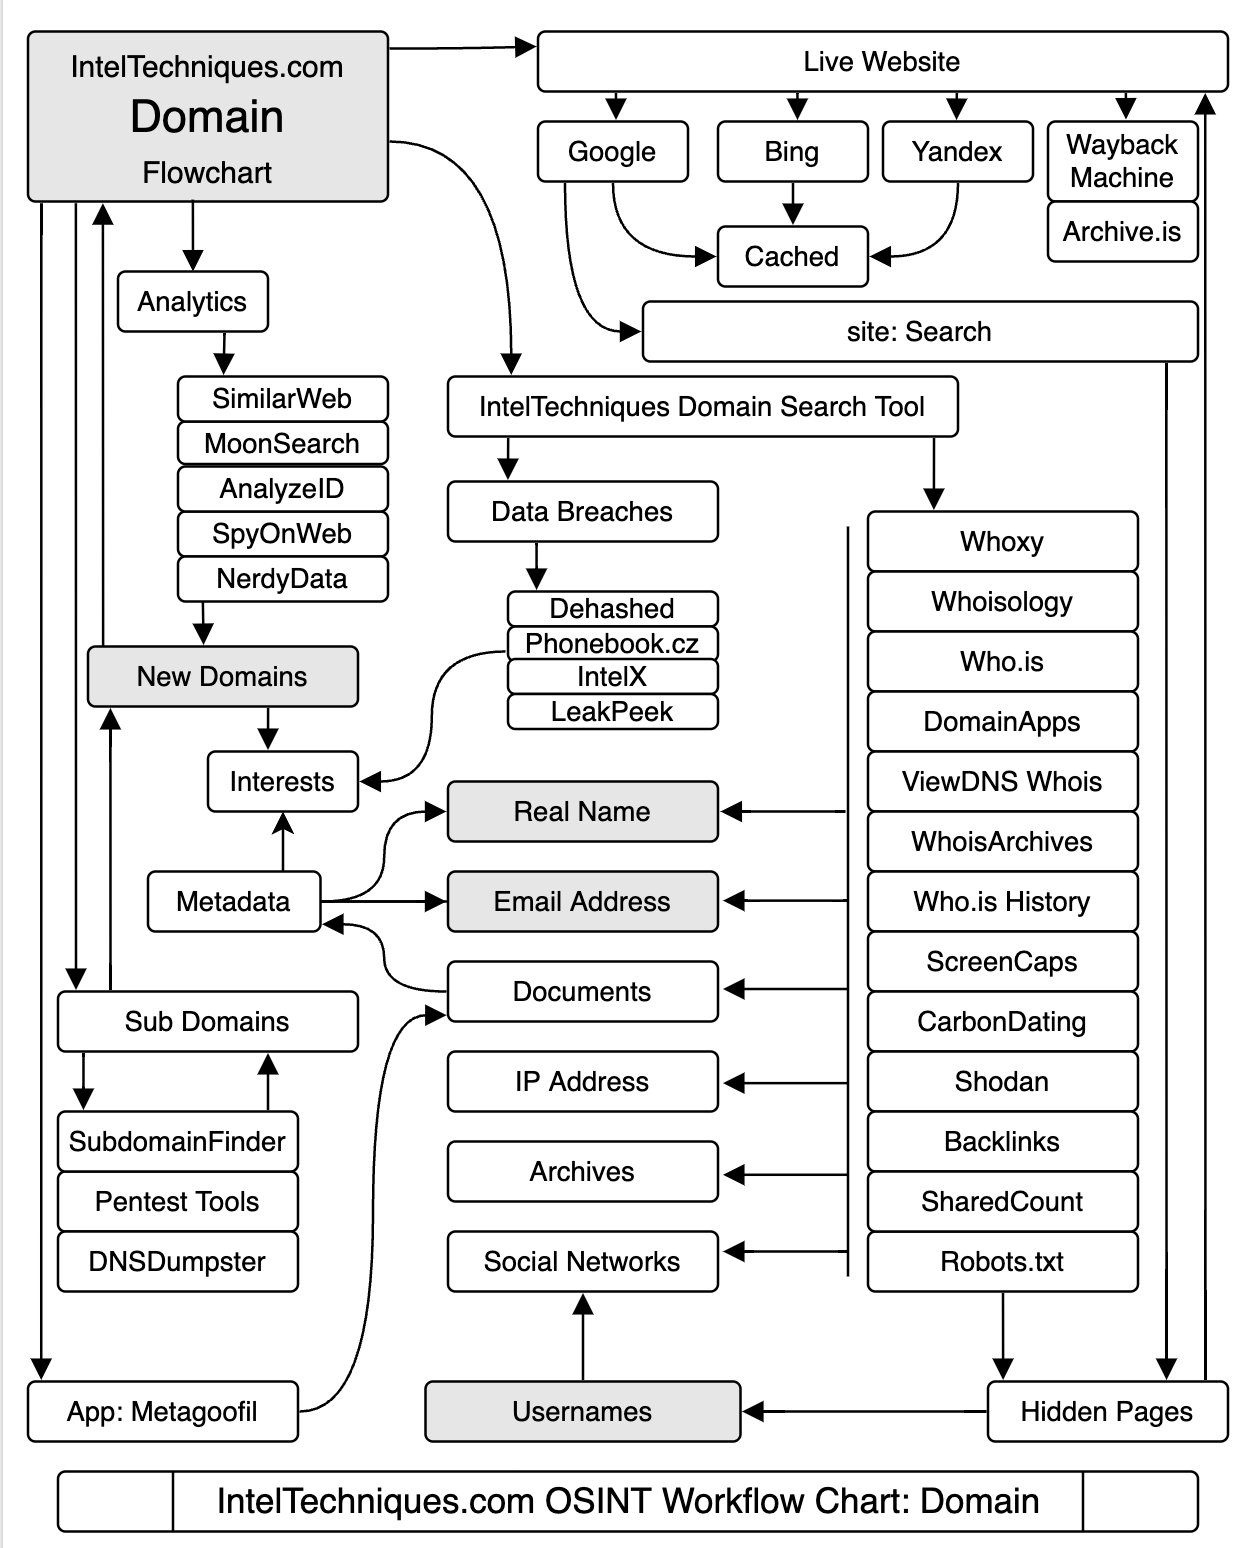 IntelTechniques.com
Domain
Flowchart
Live Website
Google
Bing
Yandex
Wayback
Machine
Archive.is
Cached
Analytics
site: Search
SimilarWeb
MoonSearch
AnalyzeID
SpyOnWeb
NerdyData
IntelTechniques Domain Search Tool
Data Breaches
Dehashed
Phonebook.cz
IntelX
LeakPeek
Whoxy
Whoisology
Who.is
DomainApps
ViewDNS Whois
WhoisArchives
Who.is History
ScreenCaps
CarbonDating
Shodan
Backlinks
SharedCount
Robots.txt
New Domains
Interests
Metadata
Real Name
Email Address
Documents
IP Address
Archives
Social Networks
Sub Domains
SubdomainFinder
Pentest Tools
DNSDumpster
App: Metagoofil
Usernames
Hidden Pages
IntelTechniques.com OSINT Workflow Chart: Domain